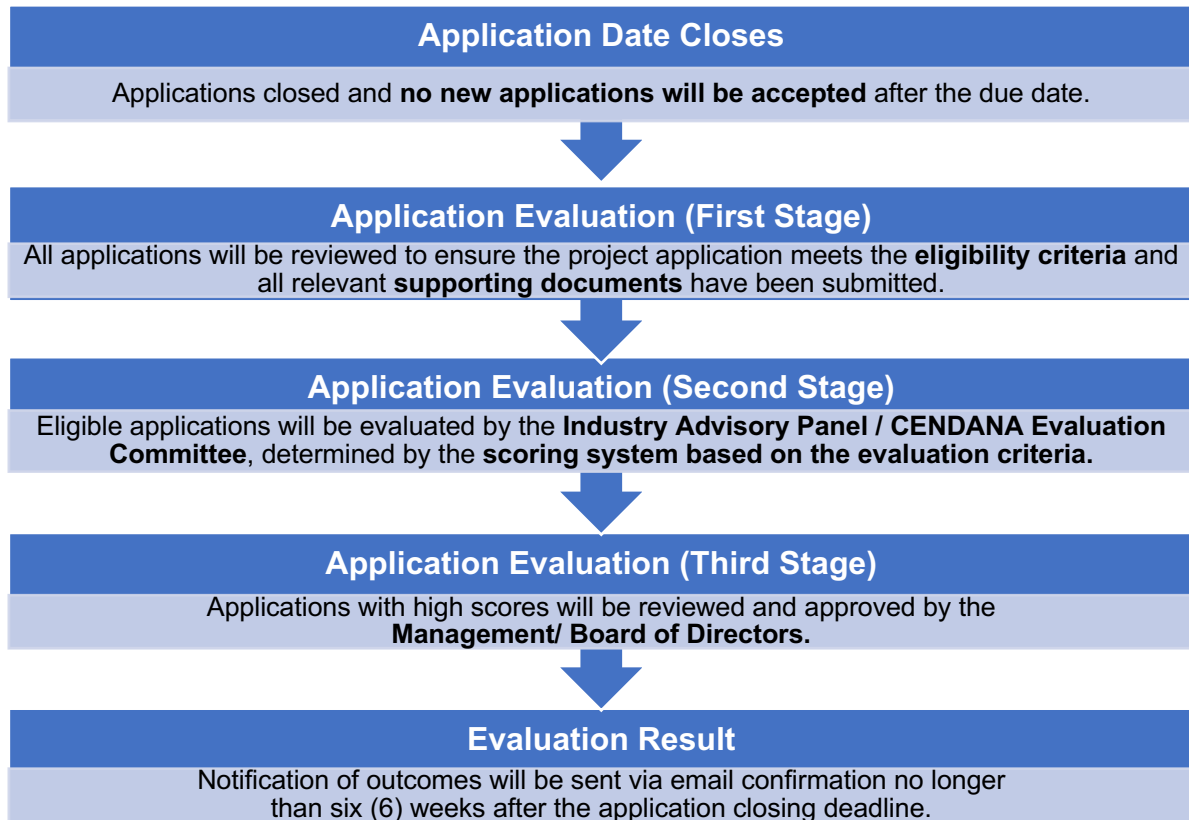 Application Date Closes
Applications closed and no new applications will be accepted after the due date.
Application Evaluation (First Stage)
All applications will be reviewed to ensure the project application meets the eligibility criteria and
all relevant supporting documents have been submitted.
Application Evaluation (Second Stage)
Eligible applications will be evaluated by the Industry Advisory Panel / CENDANA Evaluation
Committee, determined by the scoring system based on the evaluation criteria.
Application Evaluation (Third Stage)
Applications with high scores will be reviewed and approved by the
Management/ Board of Directors.
Evaluation Result
Notification of outcomes will be sent via email confirmation no longer
than six (6) weeks after the application closing deadline.